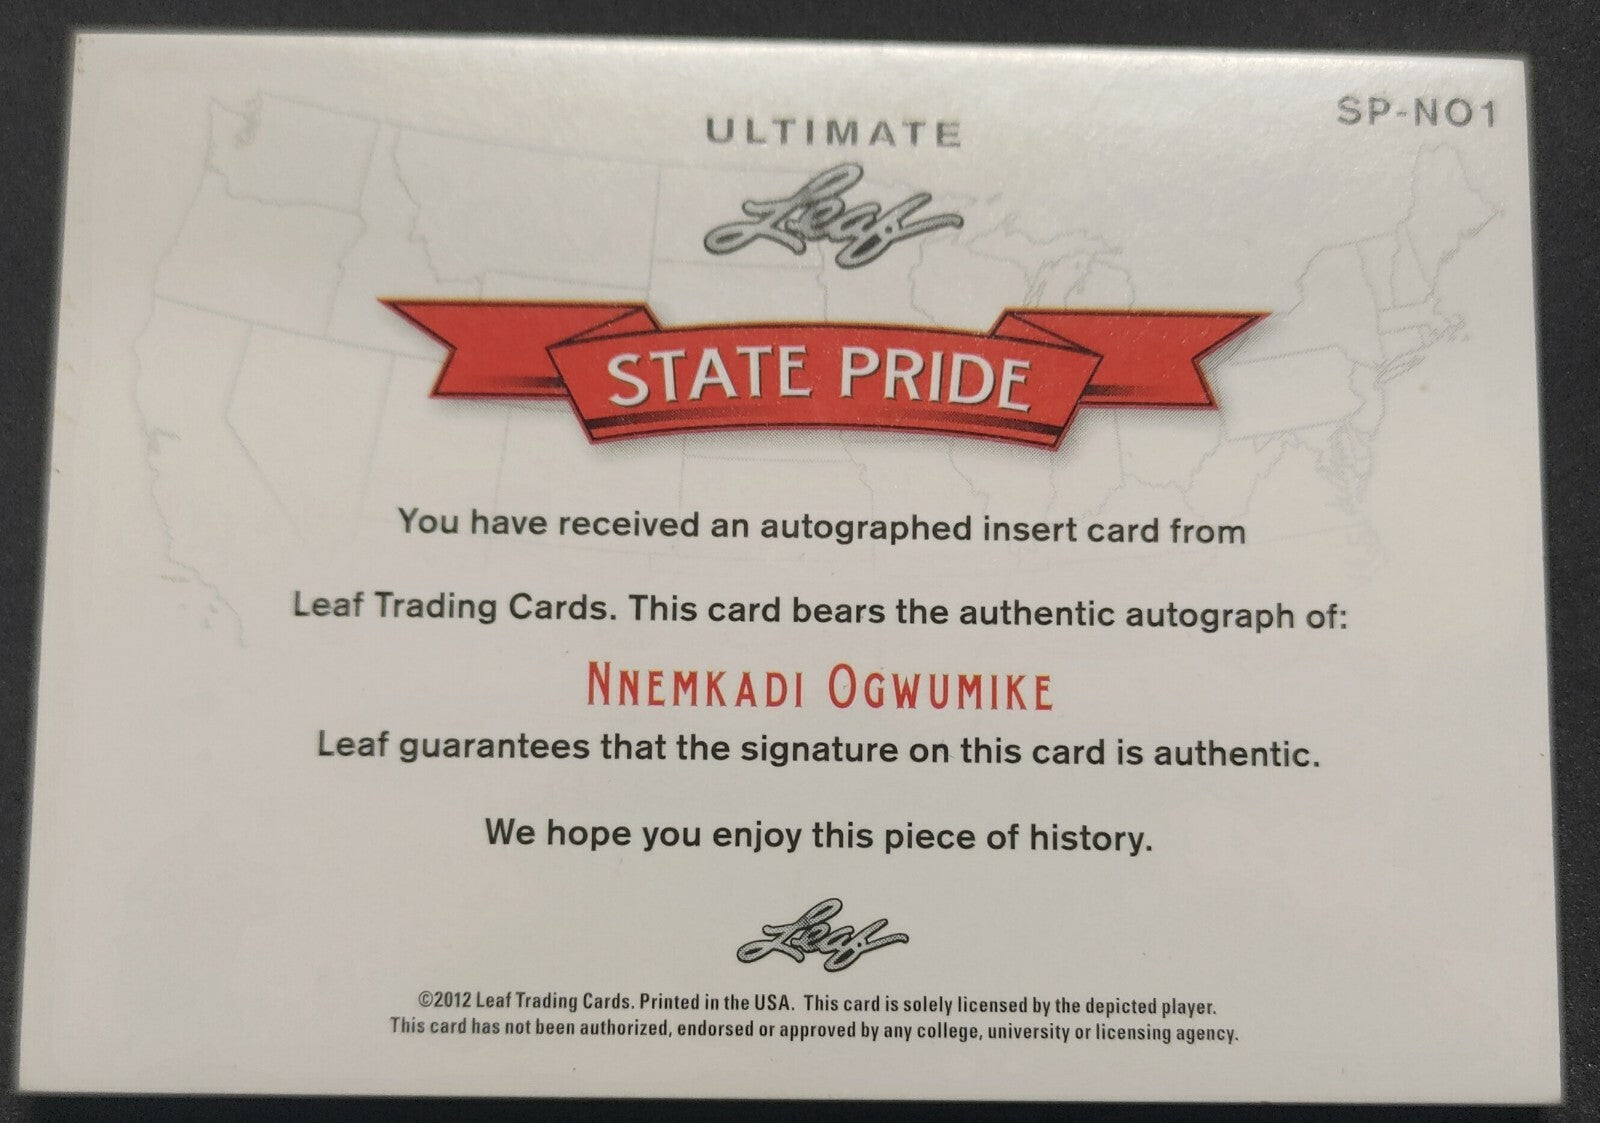 SP-NO1
ULTIMATE
Leaf
STATE PRIDE
You have received an autographed insert card from
Leaf Trading Cards. This card bears the authentic autograph of:
NNEMKADI OGWUMIKE
Leaf guarantees that the signature on this card is authentic.
We hope you enjoy this piece of history.
Leaf
©2012 Leaf Trading Cards. Printed in the USA. This card is solely licensed by the depicted player.
This card has not been authorized, endorsed or approved by any college, university or licensing agency.